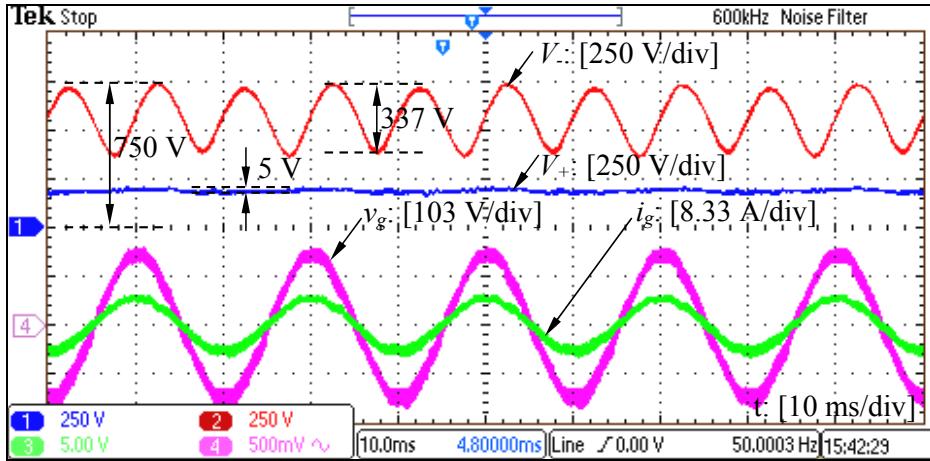 Tek Stop
600kHz Noise Filter
V-: [250 V/div]
337 V
750 V
5 V
V+: [250 V/div]
1
vg: [103 V/div]
ig: [8.33 A/div]
4
t: [10 ms/div]
1 250 V 2 250 V
3 5.00 V 4 500mV ∿
10.0ms 4.80000ms Line ƒ 0.00 V 50.0003 Hz 15:42:29